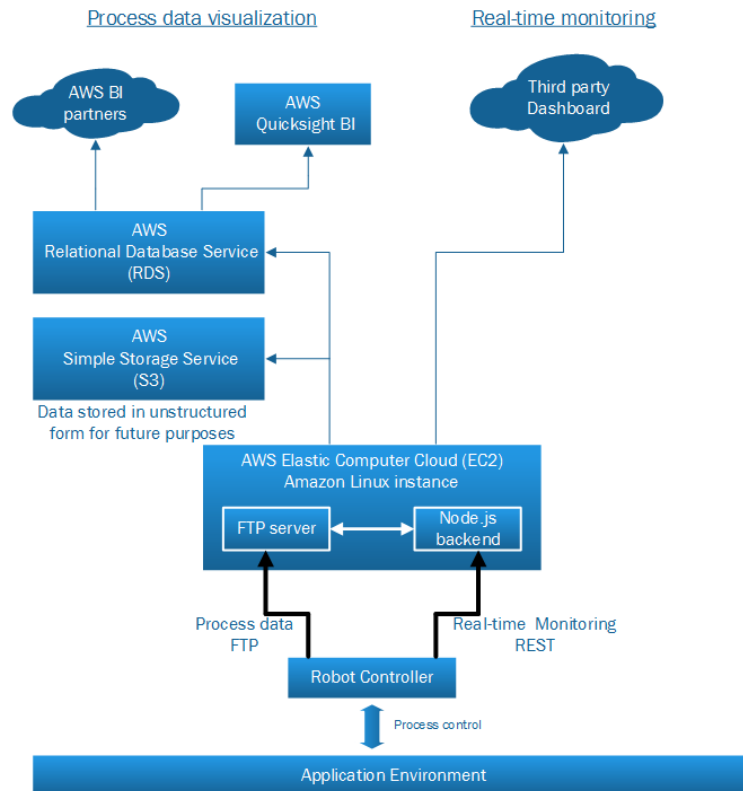 Process data visualization
Real-time monitoring
AWS BI
partners
AWS
Quicksight BI
Third party
Dashboard
AWS
Relational Database Service
(RDS)
AWS
Simple Storage Service
(S3)
Data stored in unstructured
form for future purposes
AWS Elastic Computer Cloud (EC2)
Amazon Linux instance
FTP server
Node.js
backend
Process data
FTP
Real-time Monitoring
REST
Robot Controller
Process control
Application Environment